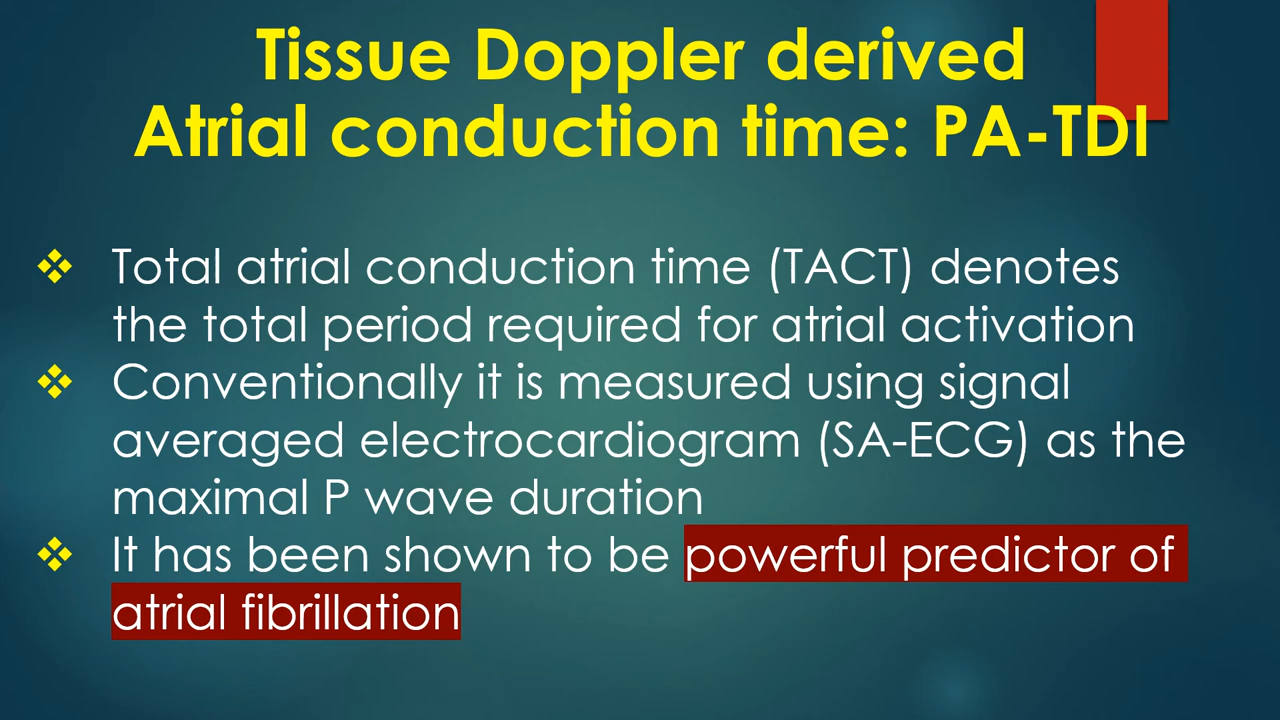 Tissue Doppler derived
Atrial conduction time: PA-TDI
❖ Total atrial conduction time (TACT) denotes
the total period required for atrial activation
❖ Conventionally it is measured using signal
averaged electrocardiogram (SA-ECG) as the
maximal P wave duration
❖ It has been shown to be powerful predictor of
atrial fibrillation